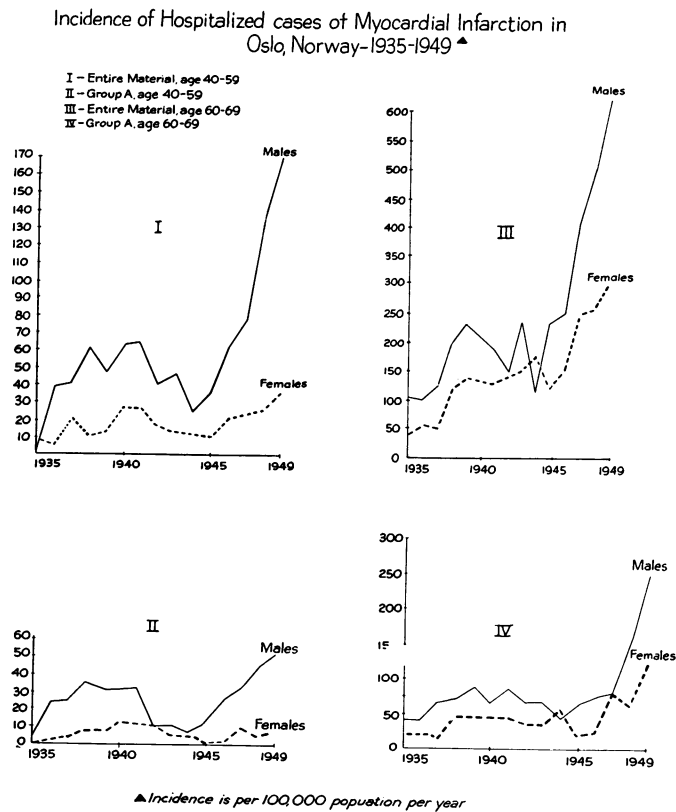 Incidence of Hospitalized cases of Myocardial Infarction in
Oslo, Norway-1935-1949 ▲
I - Entire Material, age 40-59
II - Group A, age 40-59
III - Entire Material, age 60-69
IV - Group A, age 60-69
170
160
150
140
130
120
110
100
90
80
70
60
50
40
30
20
10
I
Males
Females
1935 1940 1945 1949
600
550
500
450
400
350
300
250
200
150
100
50
0
III
Males
Females
1935 1940 1945 1949
60
50
40
30
20
10
0
II
Males
Females
1935 1940 1945 1949
300
250
200
15
100
50
0
IV
Males
Females
1935 1940 1945 1949
▲Incidence is per 100,000 popuation per year